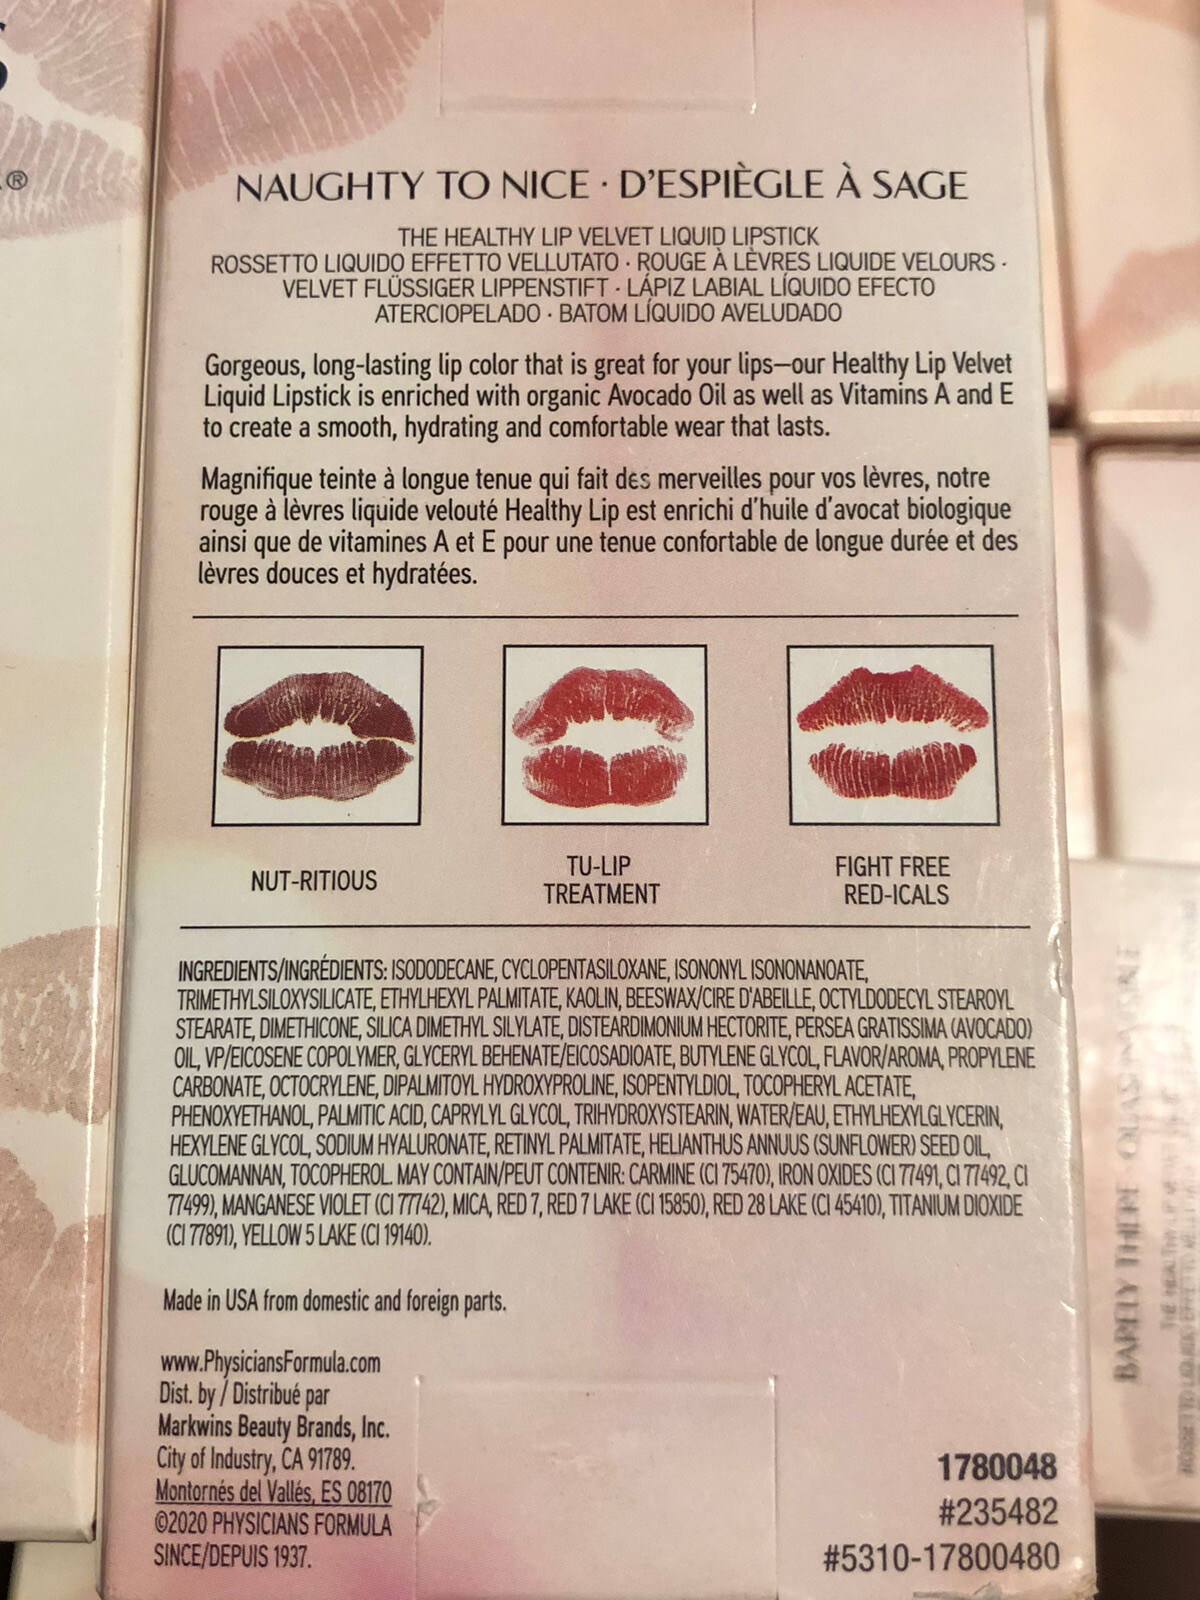 ®
NAUGHTY TO NICE · D'ESPIÈGLE À SAGE
THE HEALTHY LIP VELVET LIQUID LIPSTICK
ROSSETTO LIQUIDO EFFETTO VELLUTATO · ROUGE À LÈVRES LIQUIDE VELOURS ·
VELVET FLÜSSIGER LIPPENSTIFT · LÁPIZ LABIAL LÍQUIDO EFECTO
ATERCIOPELADO · BATOM LÍQUIDO AVELUDADO
Gorgeous, long-lasting lip color that is great for your lips—our Healthy Lip Velvet
Liquid Lipstick is enriched with organic Avocado Oil as well as Vitamins A and E
to create a smooth, hydrating and comfortable wear that lasts.
Magnifique teinte à longue tenue qui fait des merveilles pour vos lèvres, notre
rouge à lèvres liquide velouté Healthy Lip est enrichi d'huile d'avocat biologique
ainsi que de vitamines A et E pour une tenue confortable de longue durée et des
lèvres douces et hydratées.
NUT-RITIOUS
TU-LIP
TREATMENT
FIGHT FREE
RED-ICALS
INGREDIENTS/INGRÉDIENTS: ISODODECANE, CYCLOPENTASILOXANE, ISONONYL ISONONANOATE,
TRIMETHYLSILOXYSILICATE, ETHYLHEXYL PALMITATE, KAOLIN, BEESWAX/CIRE D'ABEILLE, OCTYLDODECYL STEAROYL
STEARATE, DIMETHICONE, SILICA DIMETHYL SILYLATE, DISTEARDIMONIUM HECTORITE, PERSEA GRATISSIMA (AVOCADO)
OIL, VP/EICOSENE COPOLYMER, GLYCERYL BEHENATE/EICOSADIOATE, BUTYLENE GLYCOL, FLAVOR/AROMA, PROPYLENE
CARBONATE, OCTOCRYLENE, DIPALMITOYL HYDROXYPROLINE, ISOPENTYLDIOL, TOCOPHERYL ACETATE,
PHENOXYETHANOL, PALMITIC ACID, CAPRYLYL GLYCOL, TRIHYDROXYSTEARIN, WATER/EAU, ETHYLHEXYLGLYCERIN,
HEXYLENE GLYCOL, SODIUM HYALURONATE, RETINYL PALMITATE, HELIANTHUS ANNUUS (SUNFLOWER) SEED OIL,
GLUCOMANNAN, TOCOPHEROL. MAY CONTAIN/PEUT CONTENIR: CARMINE (CI 75470), IRON OXIDES (CI 77491, CI 77492, CI
77499), MANGANESE VIOLET (CI 77742), MICA, RED 7, RED 7 LAKE (CI 15850), RED 28 LAKE (CI 45410), TITANIUM DIOXIDE
(CI 77891), YELLOW 5 LAKE (CI 19140).
Made in USA from domestic and foreign parts.
www.PhysiciansFormula.com
Dist. by / Distribué par
Markwins Beauty Brands, Inc.
City of Industry, CA 91789.
Montornés del Vallés, ES 08170
©2020 PHYSICIANS FORMULA
SINCE/DEPUIS 1937.
1780048
#235482
#5310-17800480
BARELY THERE